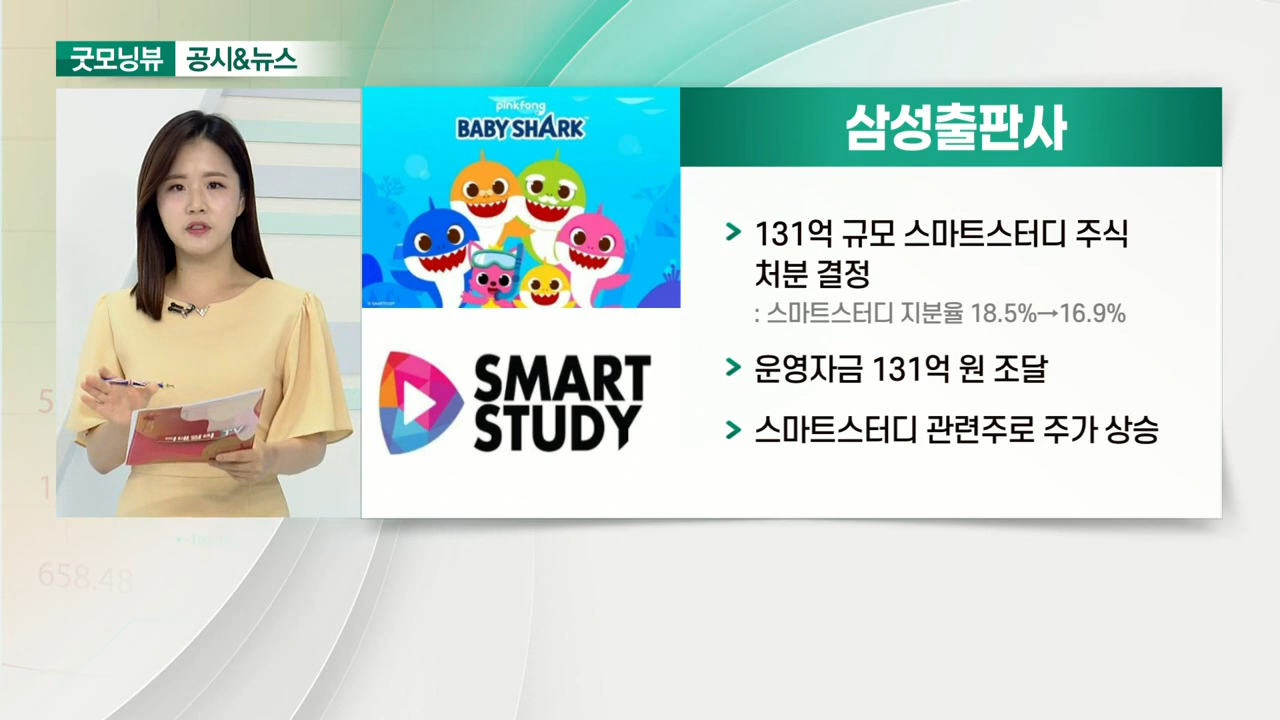 굿모닝뷰 공시&뉴스
pinkfong
BABY SHARK
삼성출판사
131억 규모 스마트스터디 주식
처분 결정
: 스마트스터디 지분율 18.5%→16.9%
운영자금 131억 원 조달
스마트스터디 관련주로 주가 상승
SMART
STUDY
658.48